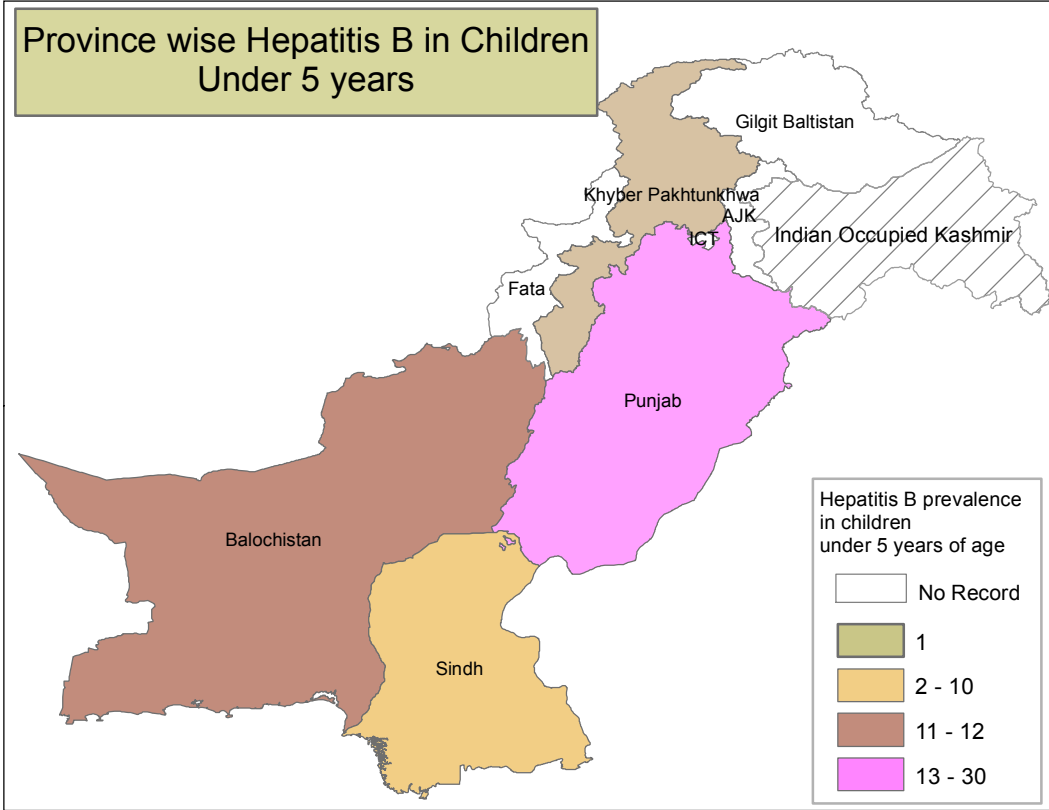 Province wise Hepatitis B in Children
Under 5 years
Gilgit Baltistan
Khyber Pakhtunkhwa
AJK
Indian Occupied Kashmir
ICT
Fata
Punjab
Balochistan
Sindh
Hepatitis B prevalence
in children
under 5 years of age
No Record
1
2 - 10
11 - 12
13 - 30